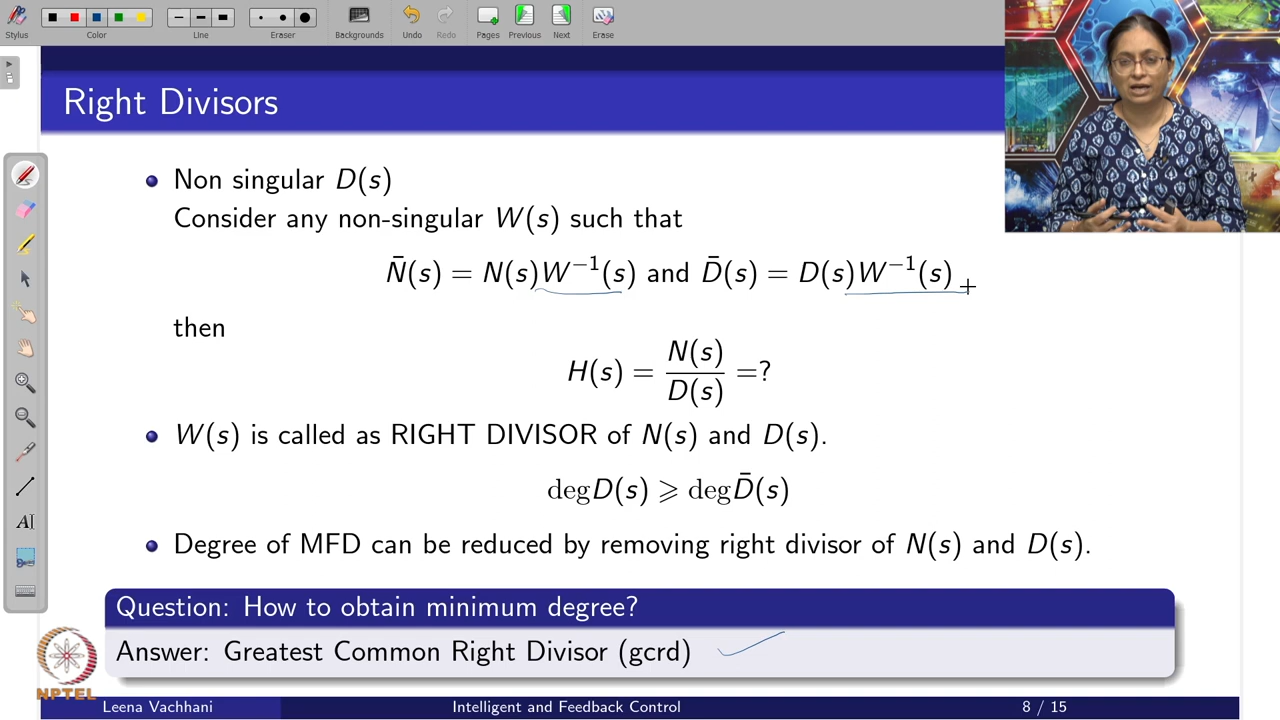 Stylus
Color
Line
Eraser
Backgrounds
Undo
Redo
Pages
Previous
Next
Erase
Right Divisors
Non singular D(s)
Consider any non-singular W(s) such that
N̄(s) = N(s)W⁻¹(s) and D̄(s) = D(s)W⁻¹(s)
then
H(s) = N(s)/D(s) =?
W(s) is called as RIGHT DIVISOR of N(s) and D(s).
degD(s) ⩾ degD̄(s)
Degree of MFD can be reduced by removing right divisor of N(s) and D(s).
Question: How to obtain minimum degree?
Answer: Greatest Common Right Divisor (gcrd)
NPTEL
Leena Vachhani Intelligent and Feedback Control 8 / 15